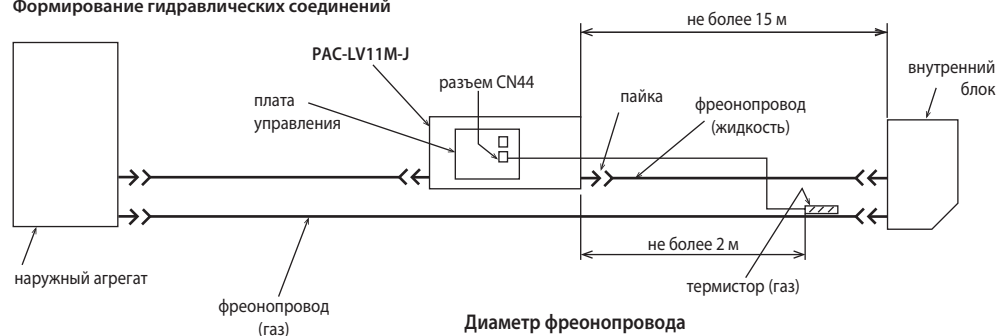 Формирование гидравлических соединений
не более 15 м
PAC-LV11M-J
разъем CN44
плата
управления
пайка
фреонопровод
(жидкость)
внутренний
блок
не более 2 м
наружный агрегат
термистор (газ)
фреонопровод
(газ)
Диаметр фреонопровода